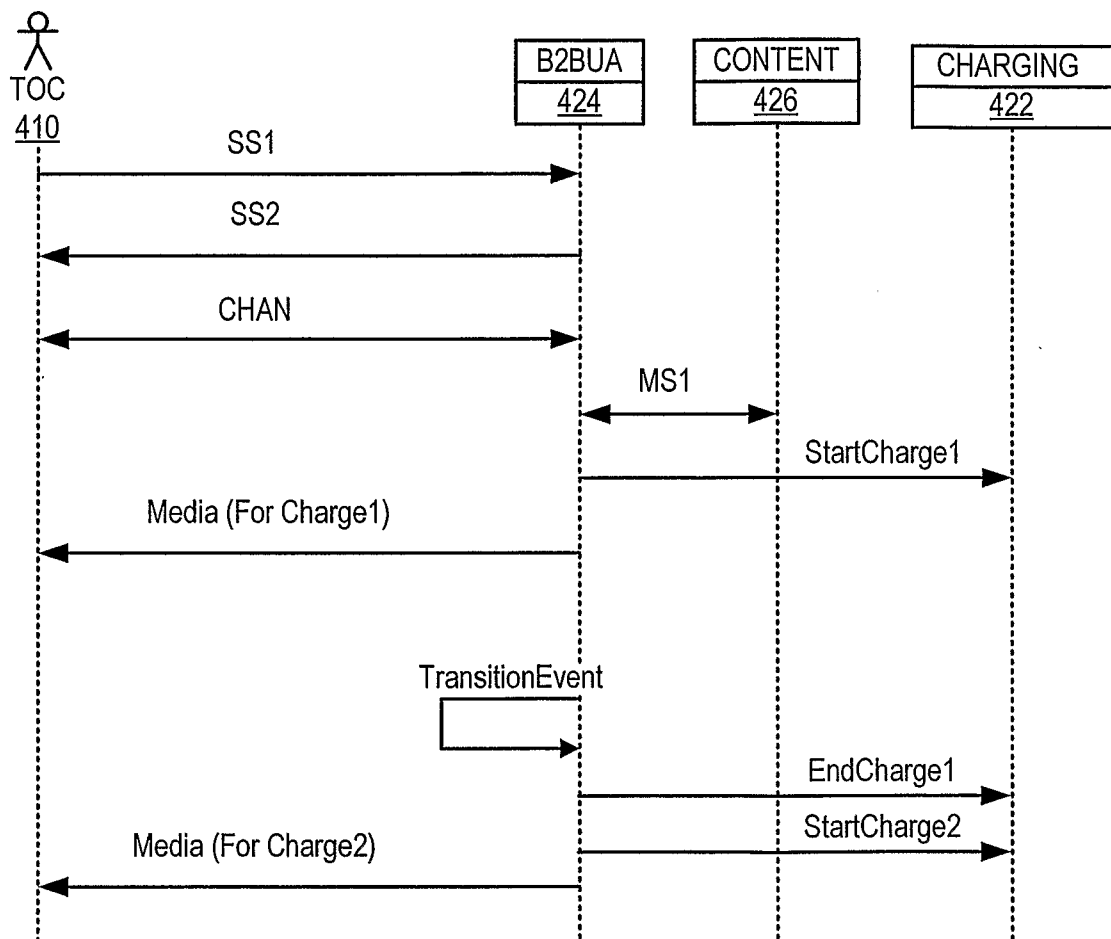 TOC
410
B2BUA
424
CONTENT
426
CHARGING
422
SS1
SS2
CHAN
MS1
StartCharge1
Media (For Charge1)
TransitionEvent
EndCharge1
StartCharge2
Media (For Charge2)